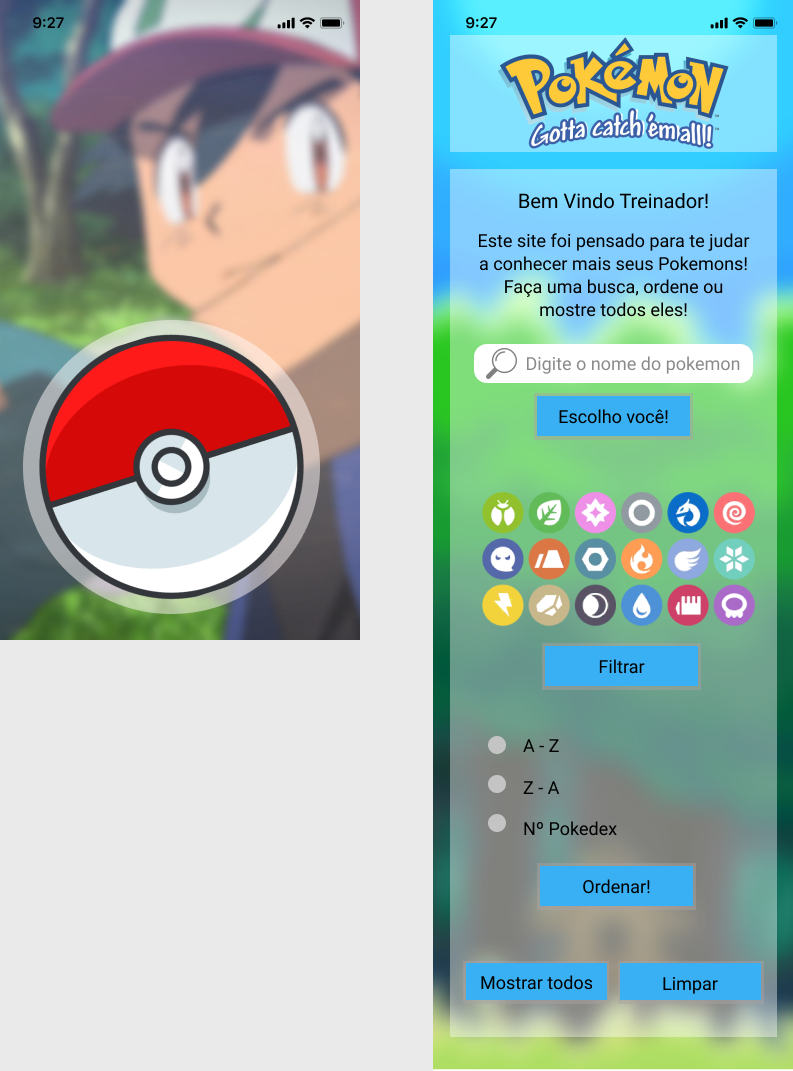 9:27
9:27
POKéMON
Gotta catch 'em all!
Bem Vindo Treinador!
Este site foi pensado para te judar
a conhecer mais seus Pokemons!
Faça uma busca, ordene ou
mostre todos eles!
Digite o nome do pokemon
Escolho você!
Filtrar
A - Z
Z - A
Nº Pokedex
Ordenar!
Mostrar todos
Limpar